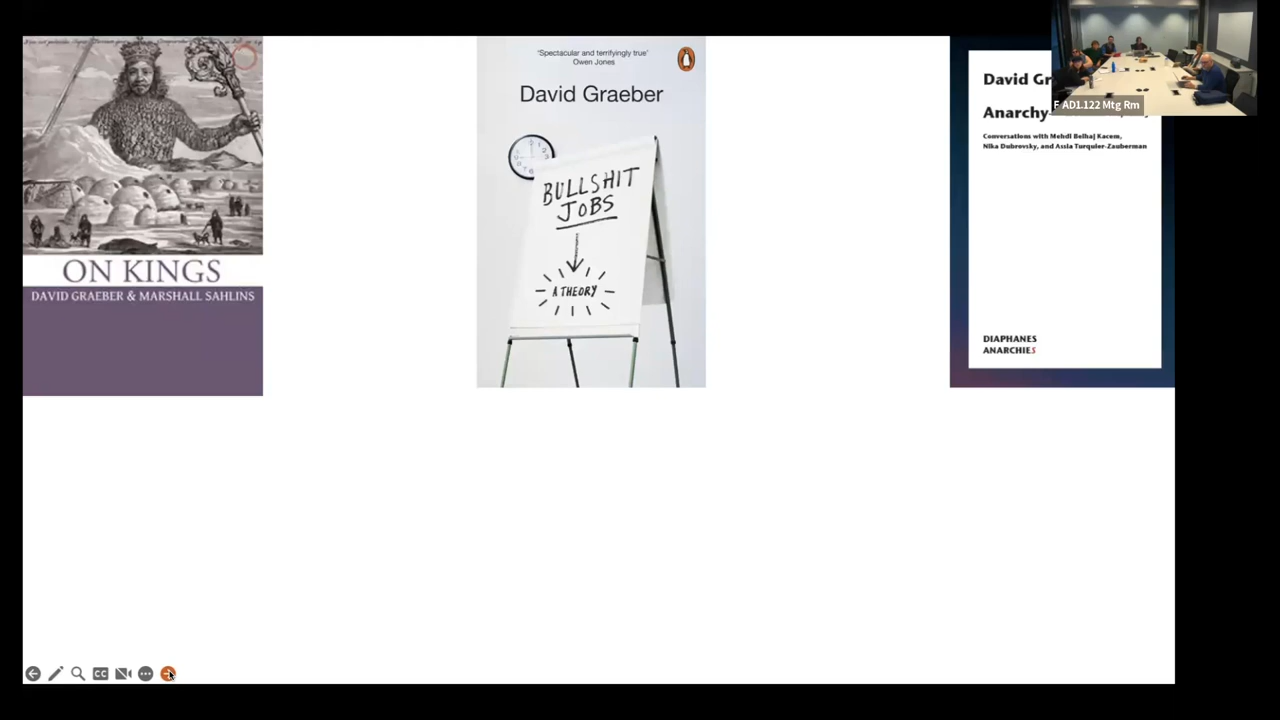 ON KINGS
DAVID GRAEBER & MARSHALL SAHLINS
'Spectacular and terrifyingly true'
Owen Jones
David Graeber
BULLSHIT
JOBS
A THEORY
David Gr
Anarchy-
Conversations with Mehdi Belhaj Kacem,
Nika Dubrovsky, and Assia Turquier-Zauberman
DIAPHANES
ANARCHIES
F AD1.122 Mtg Rm
CC